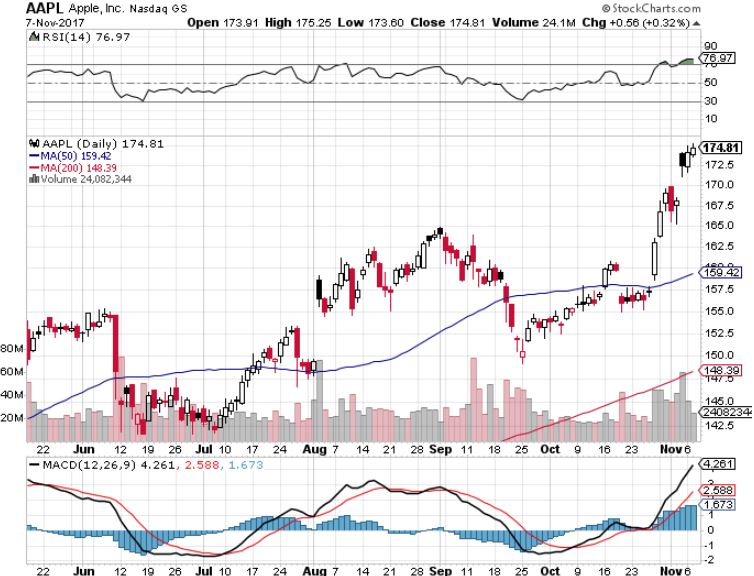 AAPL Apple, Inc. Nasdaq GS © StockCharts.com
7-Nov-2017 Open 173.91 High 175.25 Low 173.60 Close 174.81 Volume 24.1M Chg +0.56 (+0.32%)
RSI(14) 76.97
90
76.97
70
50
30
10
AAPL (Daily) 174.81
MA(50) 159.42
MA(200) 148.39
Volume 24,082,344
174.81
172.5
170.0
167.5
165.0
162.5
159.42
157.5
155.0
152.5
150.0
148.39
147.5
145.0
24082344
142.5
80M
60M
40M
20M
22 Jun 12 19 26 Jul 10 17 24 Aug 7 14 21 28 Sep 11 18 25 Oct 9 16 23 Nov 6
MACD(12,26,9) 4.261, 2.588, 1.673
4.261
2.588
1.673
1
0
-1
-2
22 Jun 12 19 26 Jul 10 17 24 Aug 7 14 21 28 Sep 11 18 25 Oct 9 16 23 Nov 6